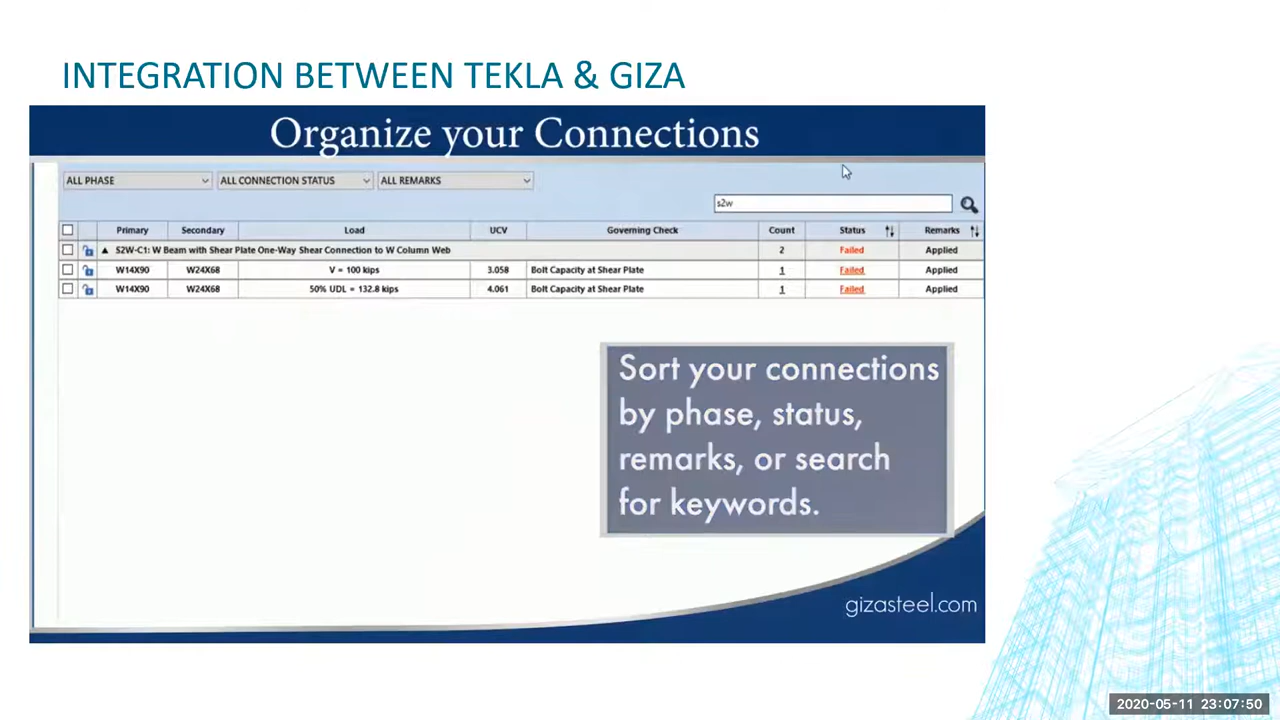 INTEGRATION BETWEEN TEKLA & GIZA
Organize your Connections
ALL PHASE ALL CONNECTION STATUS ALL REMARKS
s2w
Primary Secondary Load UCV Governing Check Count Status Remarks
S2W-C1: W Beam with Shear Plate One-Way Shear Connection to W Column Web 2 Failed Applied
W14X90 W24X68 V = 100 kips 3.058 Bolt Capacity at Shear Plate 1 Failed Applied
W14X90 W24X68 50% UDL = 132.8 kips 4.061 Bolt Capacity at Shear Plate 1 Failed Applied
Sort your connections
by phase, status,
remarks, or search
for keywords.
gizasteel.com
2020-05-11 23:07:50